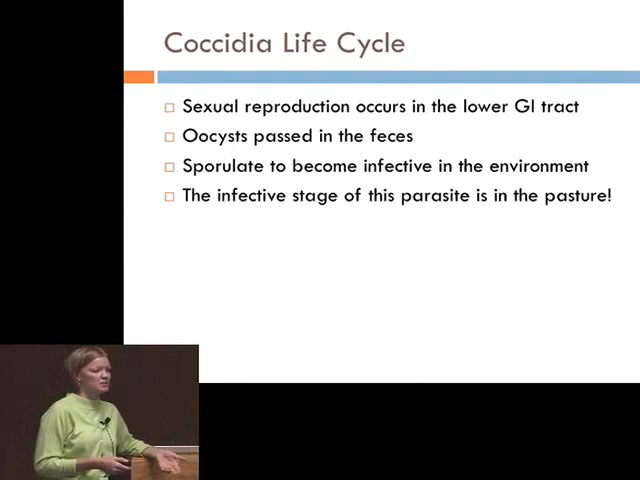 Coccidia Life Cycle
Sexual reproduction occurs in the lower GI tract
Oocysts passed in the feces
Sporulate to become infective in the environment
The infective stage of this parasite is in the pasture!